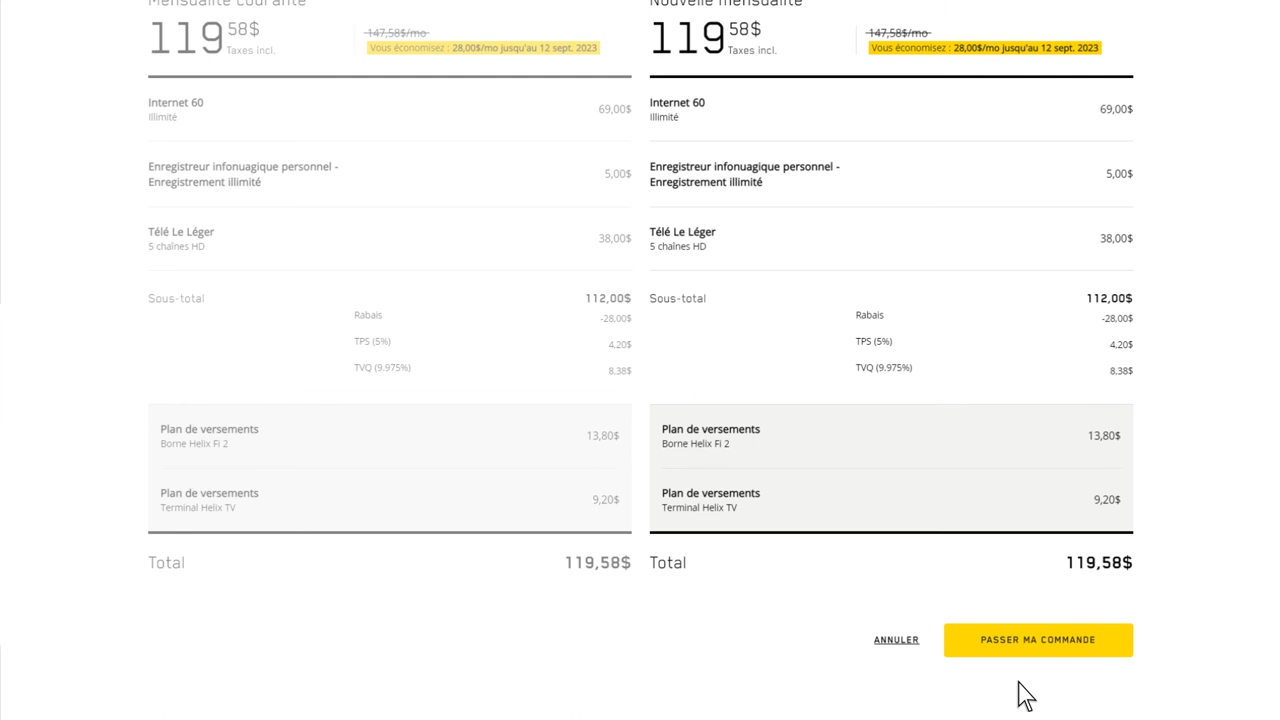 Mensualité courante
119 58$
Taxes incl.
147,58$/mo
Vous économisez : 28,00$/mo jusqu'au 12 sept. 2023
Internet 60
Illimité
69,00$
Enregistreur infonuagique personnel -
Enregistrement illimité
5,00$
Télé Le Léger
5 chaînes HD
38,00$
Sous-total 112,00$
Rabais -28,00$
TPS (5%) 4,20$
TVQ (9.975%) 8,38$
Plan de versements
Borne Helix Fi 2
13,80$
Plan de versements
Terminal Helix TV
9,20$
Total 119,58$
Nouvelle mensualité
119 58$
Taxes incl.
147,58$/mo
Vous économisez : 28,00$/mo jusqu'au 12 sept. 2023
Internet 60
Illimité
69,00$
Enregistreur infonuagique personnel -
Enregistrement illimité
5,00$
Télé Le Léger
5 chaînes HD
38,00$
Sous-total 112,00$
Rabais -28,00$
TPS (5%) 4,20$
TVQ (9.975%) 8,38$
Plan de versements
Borne Helix Fi 2
13,80$
Plan de versements
Terminal Helix TV
9,20$
Total 119,58$
ANNULER
PASSER MA COMMANDE